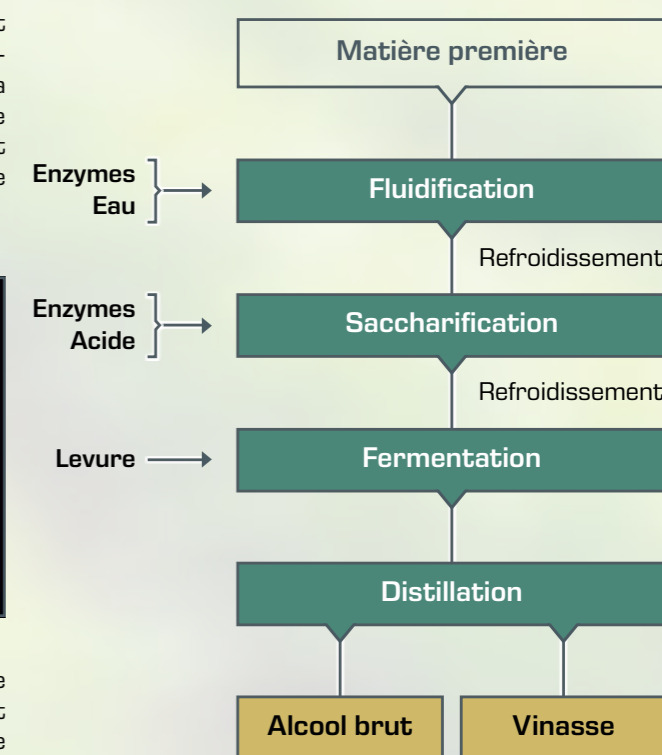 Matière première
Enzymes
Eau
Fluidification
Refroidissement
Enzymes
Acide
Saccharification
Refroidissement
Levure
Fermentation
Distillation
Alcool brut
Vinasse